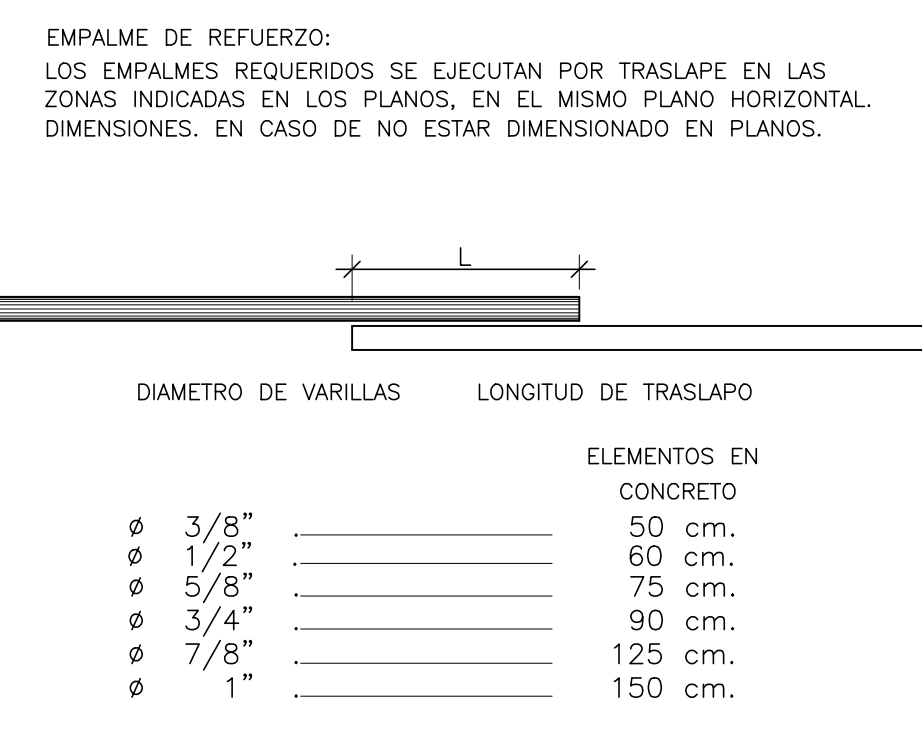 EMPALME DE REFUERZO:
LOS EMPALMES REQUERIDOS SE EJECUTAN POR TRASLAPE EN LAS
ZONAS INDICADAS EN LOS PLANOS, EN EL MISMO PLANO HORIZONTAL.
DIMENSIONES. EN CASO DE NO ESTAR DIMENSIONADO EN PLANOS.
L
DIAMETRO DE VARILLAS LONGITUD DE TRASLAPO
ELEMENTOS EN
CONCRETO
ø 3/8" 50 cm.
ø 1/2" 60 cm.
ø 5/8" 75 cm.
ø 3/4" 90 cm.
ø 7/8" 125 cm.
ø 1" 150 cm.